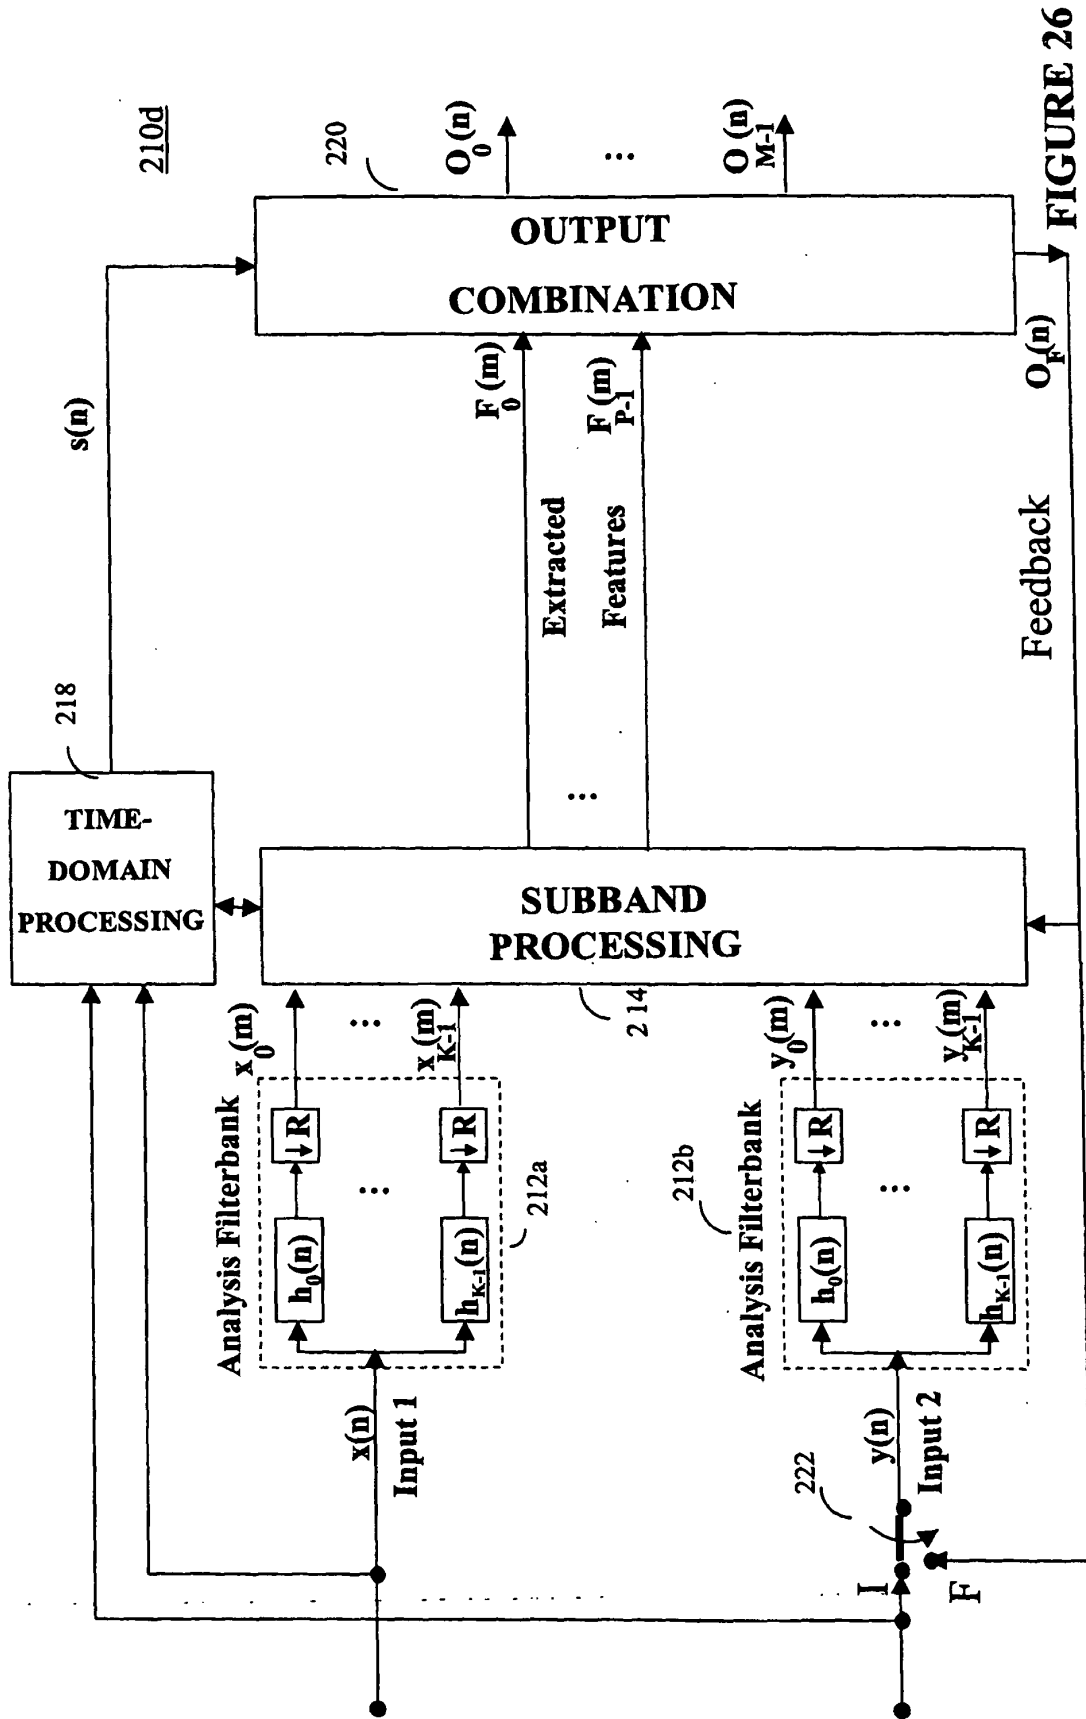 210d
TIME-
DOMAIN
PROCESSING
218
s(n)
220
OUTPUT
COMBINATION
O0(n)
...
OM-1(n)
F0(m)
FP-1(m)
Extracted
Features
...
SUBBAND
PROCESSING
2 14
x0(m)
...
xK-1(m)
y0(m)
...
yK-1(m)
Analysis Filterbank
h0(n)
↓R
...
hK-1(n)
↓R
212a
Analysis Filterbank
212b
h0(n)
↓R
...
hK-1(n)
↓R
x(n)
Input 1
y(n)
Input 2
222
I
F
Feedback
OF(n)
FIGURE 26